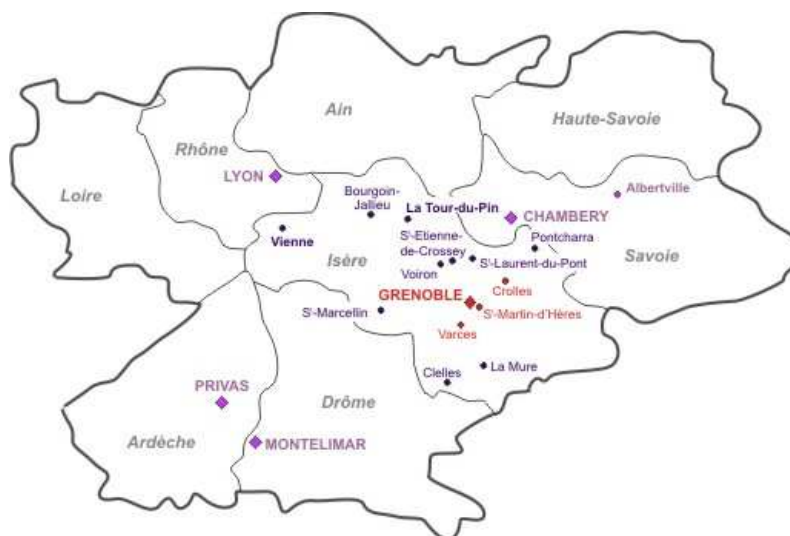 Ain
Haute-Savoie
Rhône
LYON
Loire
Bourgoin-
Jallieu
La Tour-du-Pin
Albertville
CHAMBERY
Vienne
Sᵗ-Etienne-
de-Crossey
Pontcharra
Isère
Voiron
Sᵗ-Laurent-du-Pont
Savoie
GRENOBLE
Crolles
Sᵗ-Marcellin
Sᵗ-Martin-d'Hères
Varces
Clelles
La Mure
PRIVAS
Drôme
Ardèche
MONTELIMAR